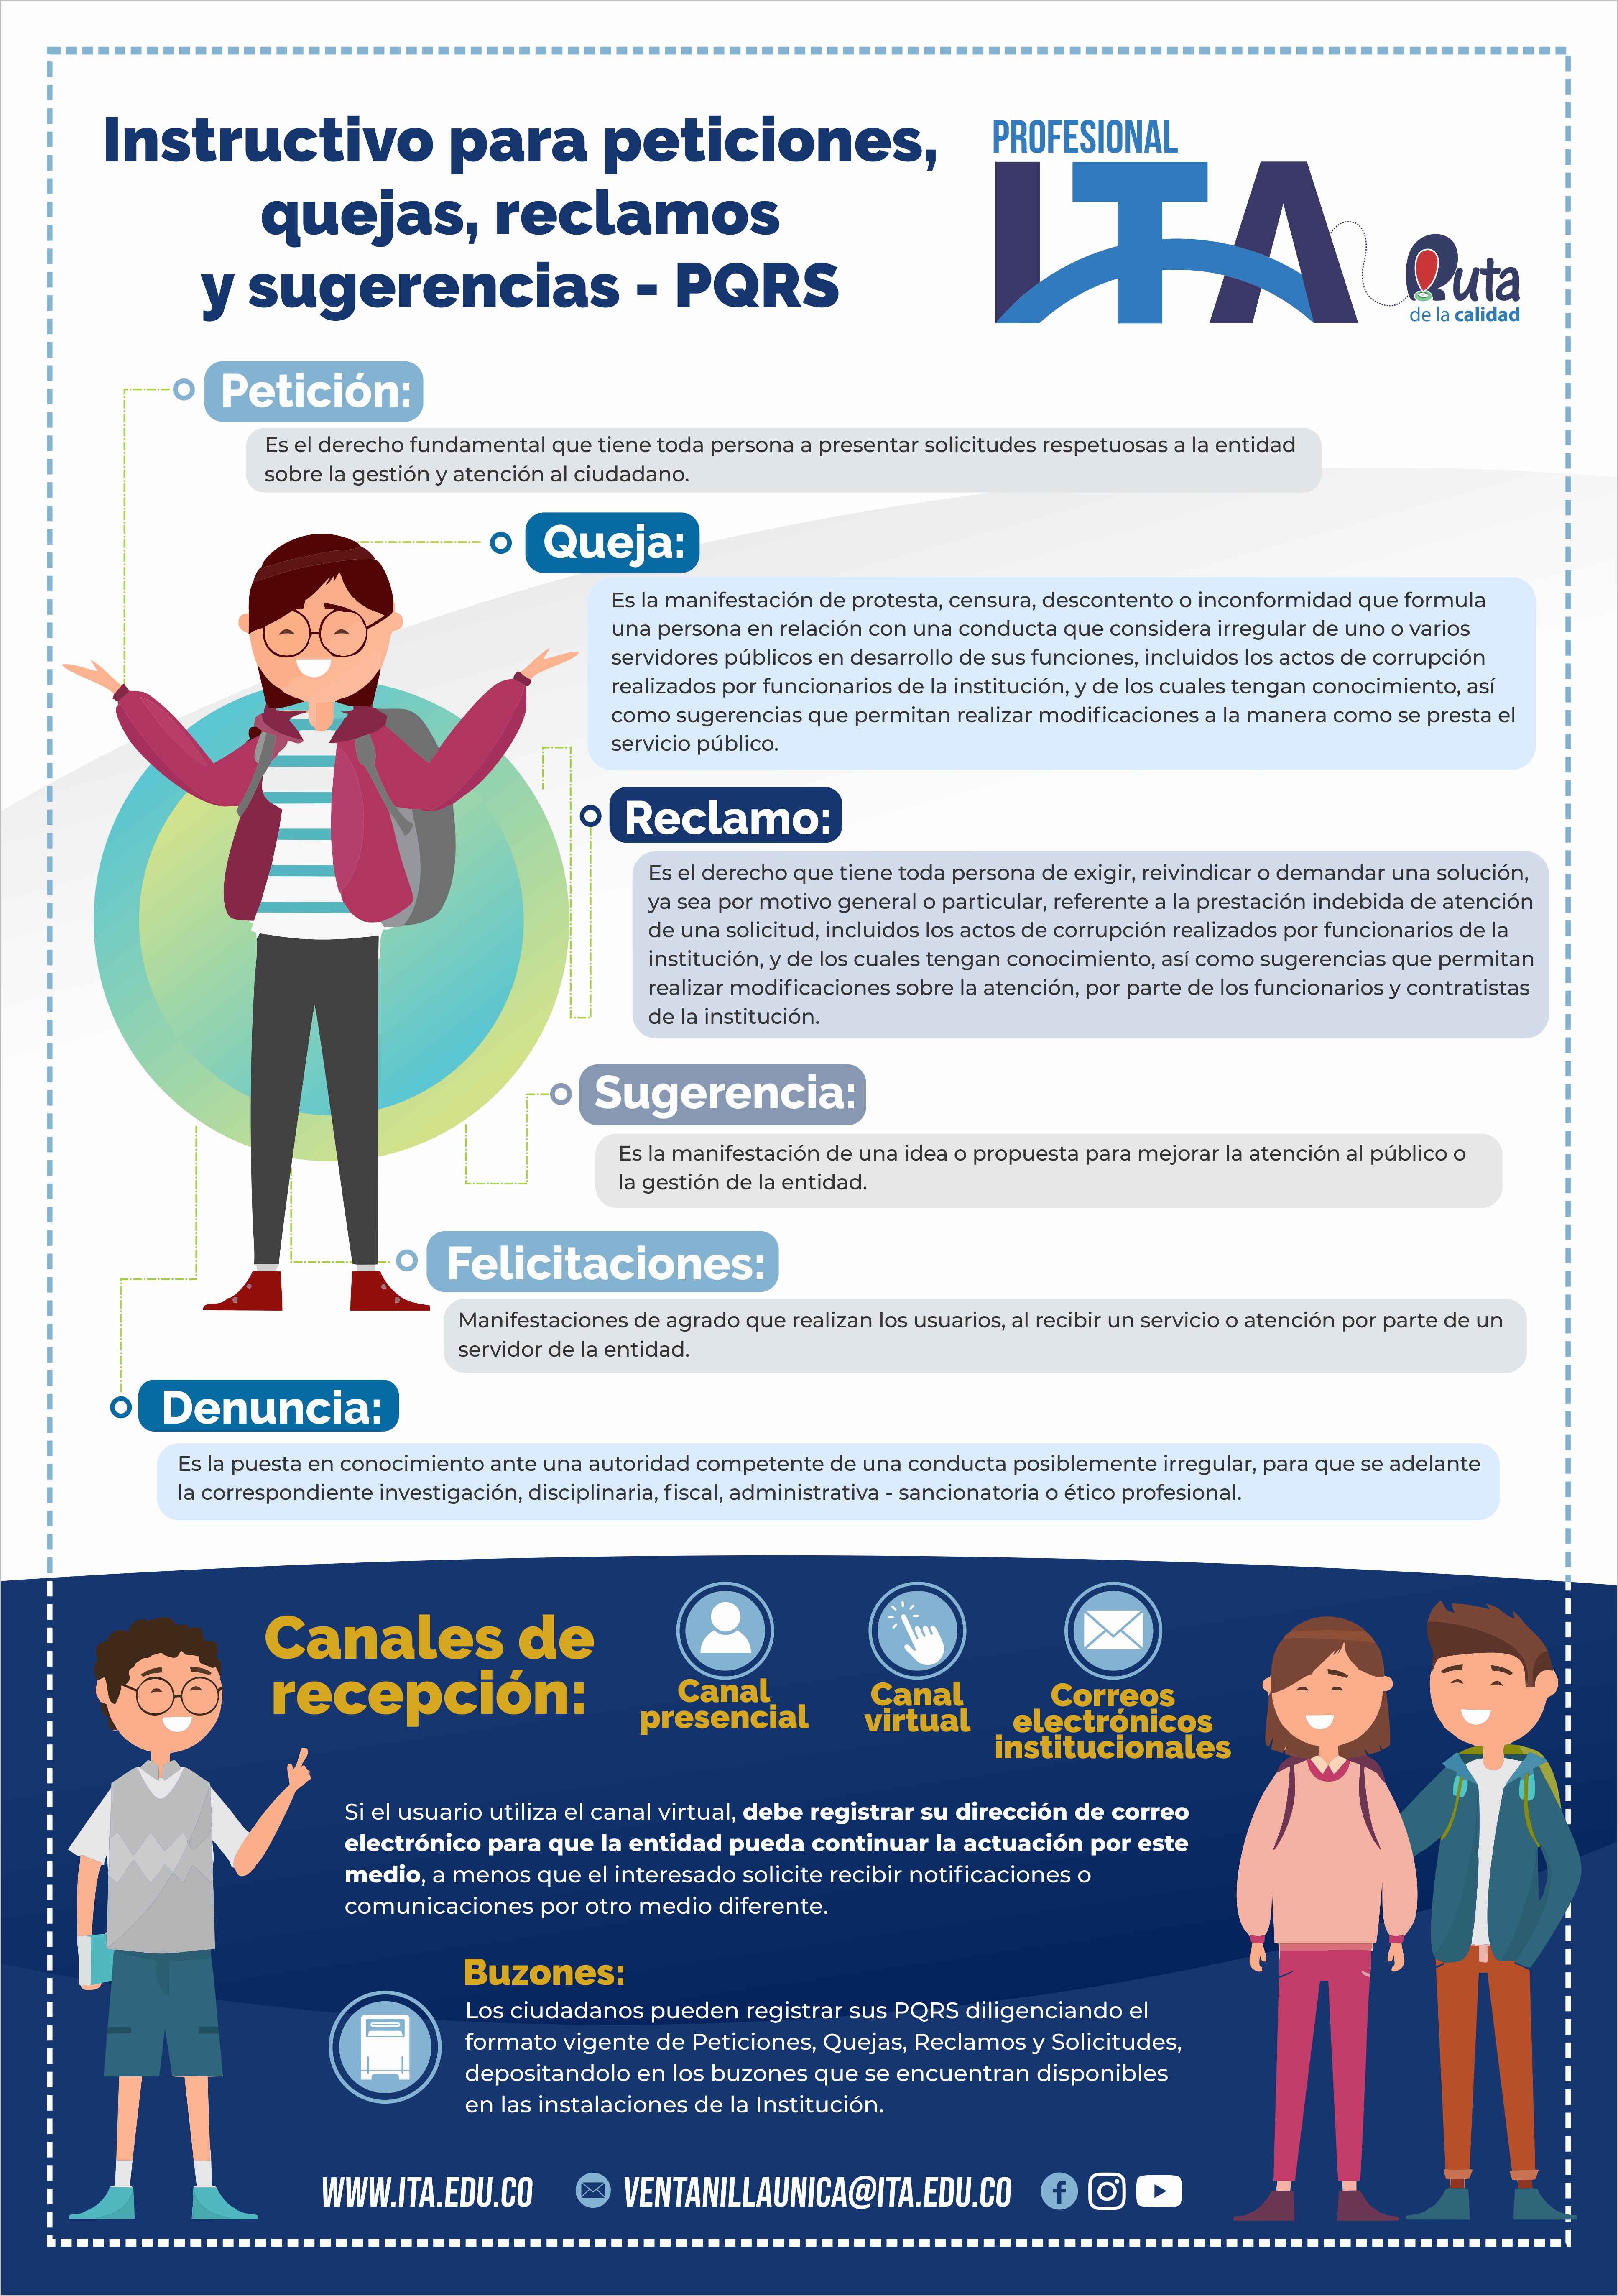 Instructivo para peticiones,
quejas, reclamos
y sugerencias - PQRS
PROFESIONAL
ITA
Ruta
de la calidad
Petición:
Es el derecho fundamental que tiene toda persona a presentar solicitudes respetuosas a la entidad
sobre la gestión y atención al ciudadano.
Queja:
Es la manifestación de protesta, censura, descontento o inconformidad que formula
una persona en relación con una conducta que considera irregular de uno o varios
servidores públicos en desarrollo de sus funciones, incluidos los actos de corrupción
realizados por funcionarios de la institución, y de los cuales tengan conocimiento, así
como sugerencias que permitan realizar modificaciones a la manera como se presta el
servicio público.
Reclamo:
Es el derecho que tiene toda persona de exigir, reivindicar o demandar una solución,
ya sea por motivo general o particular, referente a la prestación indebida de atención
de una solicitud, incluidos los actos de corrupción realizados por funcionarios de la
institución, y de los cuales tengan conocimiento, así como sugerencias que permitan
realizar modificaciones sobre la atención, por parte de los funcionarios y contratistas
de la institución.
Sugerencia:
Es la manifestación de una idea o propuesta para mejorar la atención al público o
la gestión de la entidad.
Felicitaciones:
Manifestaciones de agrado que realizan los usuarios, al recibir un servicio o atención por parte de un
servidor de la entidad.
Denuncia:
Es la puesta en conocimiento ante una autoridad competente de una conducta posiblemente irregular, para que se adelante
la correspondiente investigación, disciplinaria, fiscal, administrativa - sancionatoria o ético profesional.
Canales de
recepción:
Canal
presencial
Canal
virtual
Correos
electrónicos
institucionales
Si el usuario utiliza el canal virtual, debe registrar su dirección de correo
electrónico para que la entidad pueda continuar la actuación por este
medio, a menos que el interesado solicite recibir notificaciones o
comunicaciones por otro medio diferente.
Buzones:
Los ciudadanos pueden registrar sus PQRS diligenciando el
formato vigente de Peticiones, Quejas, Reclamos y Solicitudes,
depositandolo en los buzones que se encuentran disponibles
en las instalaciones de la Institución.
WWW.ITA.EDU.CO
VENTANILLAUNICA@ITA.EDU.CO